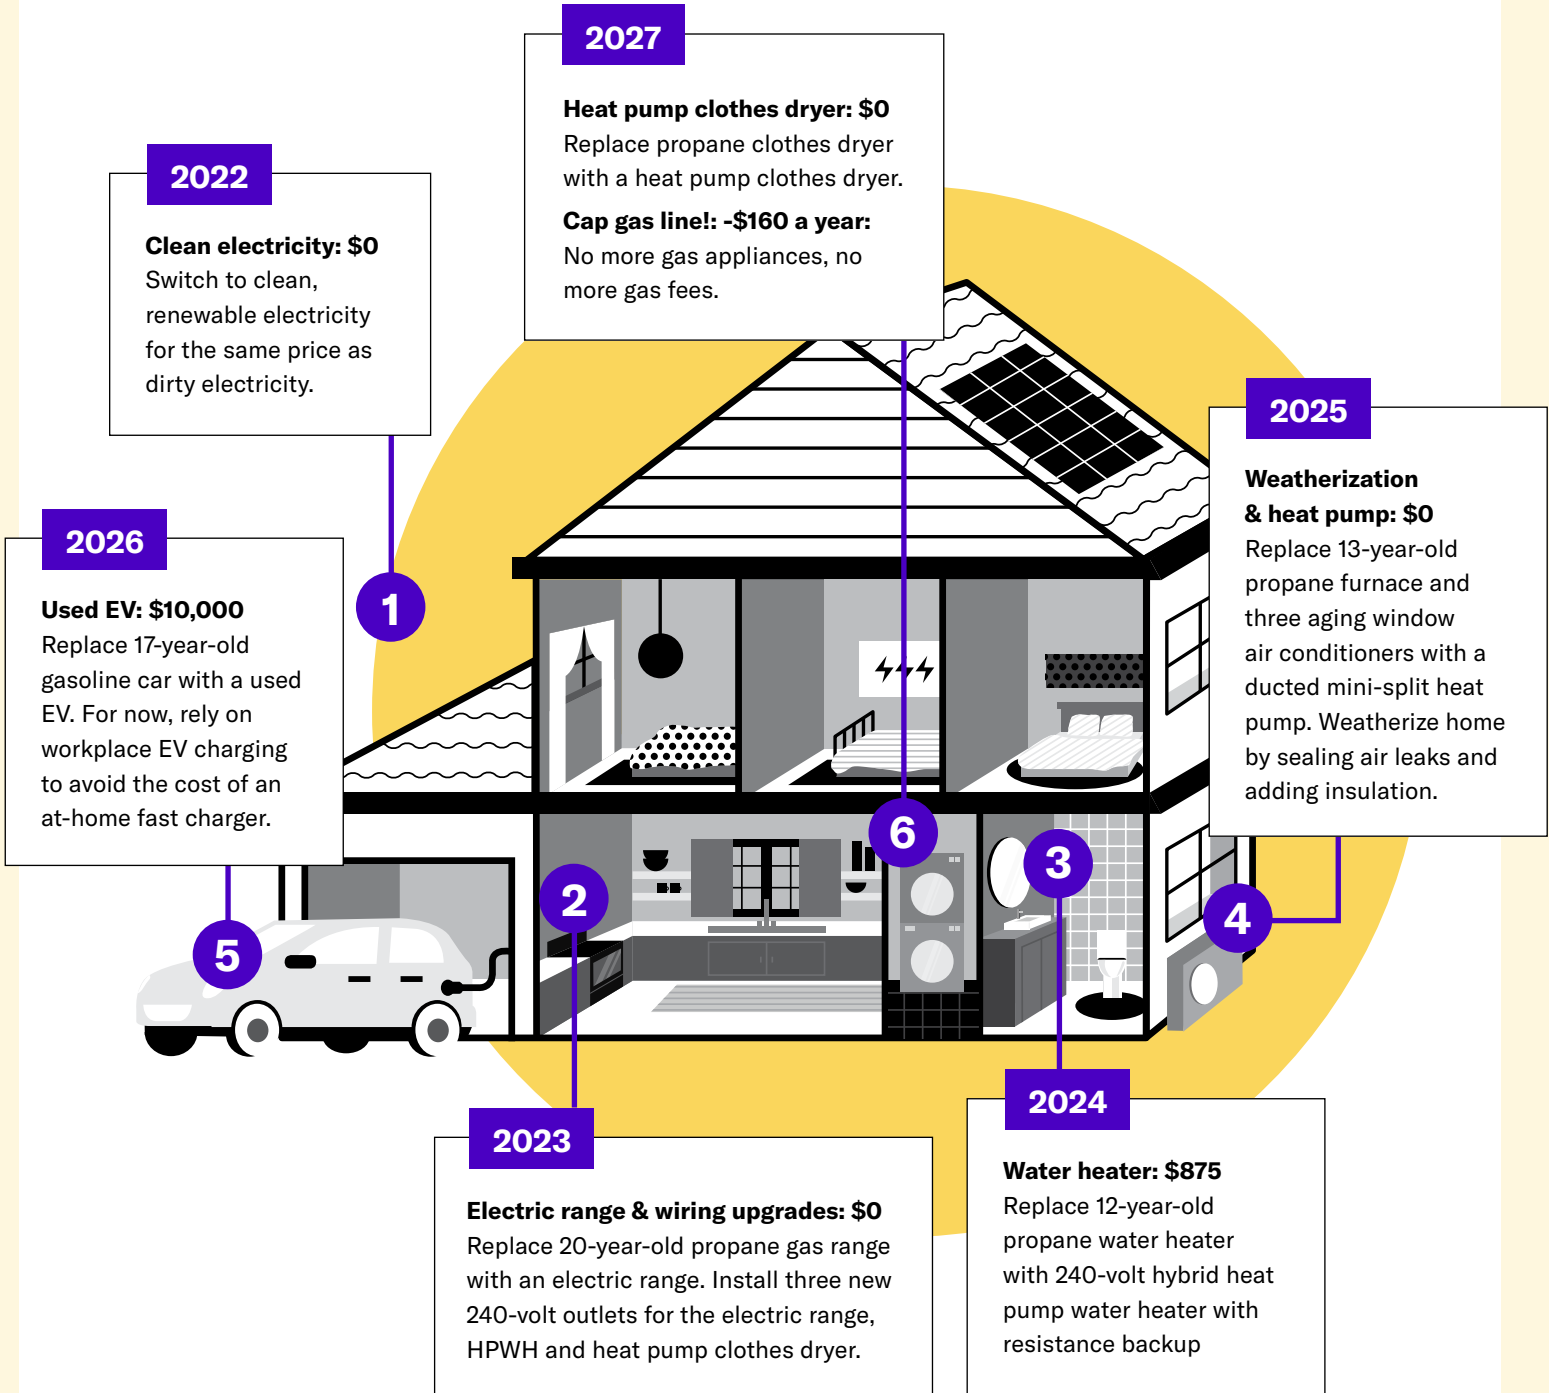 2027
Heat pump clothes dryer: $0
Replace propane clothes dryer
with a heat pump clothes dryer.
Cap gas line!: -$160 a year:
No more gas appliances, no
more gas fees.
2022
Clean electricity: $0
Switch to clean,
renewable electricity
for the same price as
dirty electricity.
2025
Weatherization
& heat pump: $0
Replace 13-year-old
propane furnace and
three aging window
air conditioners with a
ducted mini-split heat
pump. Weatherize home
by sealing air leaks and
adding insulation.
2026
Used EV: $10,000
Replace 17-year-old
gasoline car with a used
EV. For now, rely on
workplace EV charging
to avoid the cost of an
at-home fast charger.
1
6
3
2
4
5
2023
Electric range & wiring upgrades: $0
Replace 20-year-old propane gas range
with an electric range. Install three new
240-volt outlets for the electric range,
HPWH and heat pump clothes dryer.
2024
Water heater: $875
Replace 12-year-old
propane water heater
with 240-volt hybrid heat
pump water heater with
resistance backup